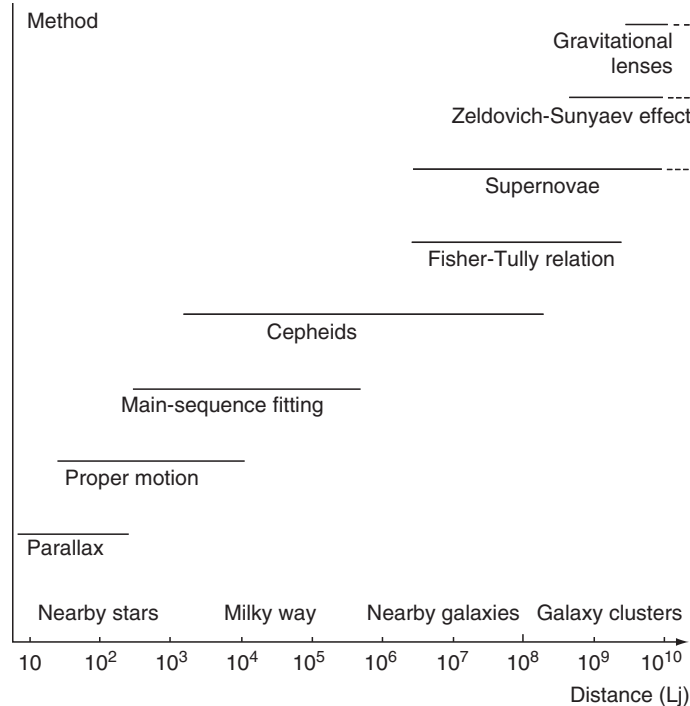 Method
Gravitational
lenses
Zeldovich-Sunyaev effect
Supernovae
Fisher-Tully relation
Cepheids
Main-sequence fitting
Proper motion
Parallax
Nearby stars Milky way Nearby galaxies Galaxy clusters
10 10² 10³ 10⁴ 10⁵ 10⁶ 10⁷ 10⁸ 10⁹ 10¹⁰
Distance (Lj)